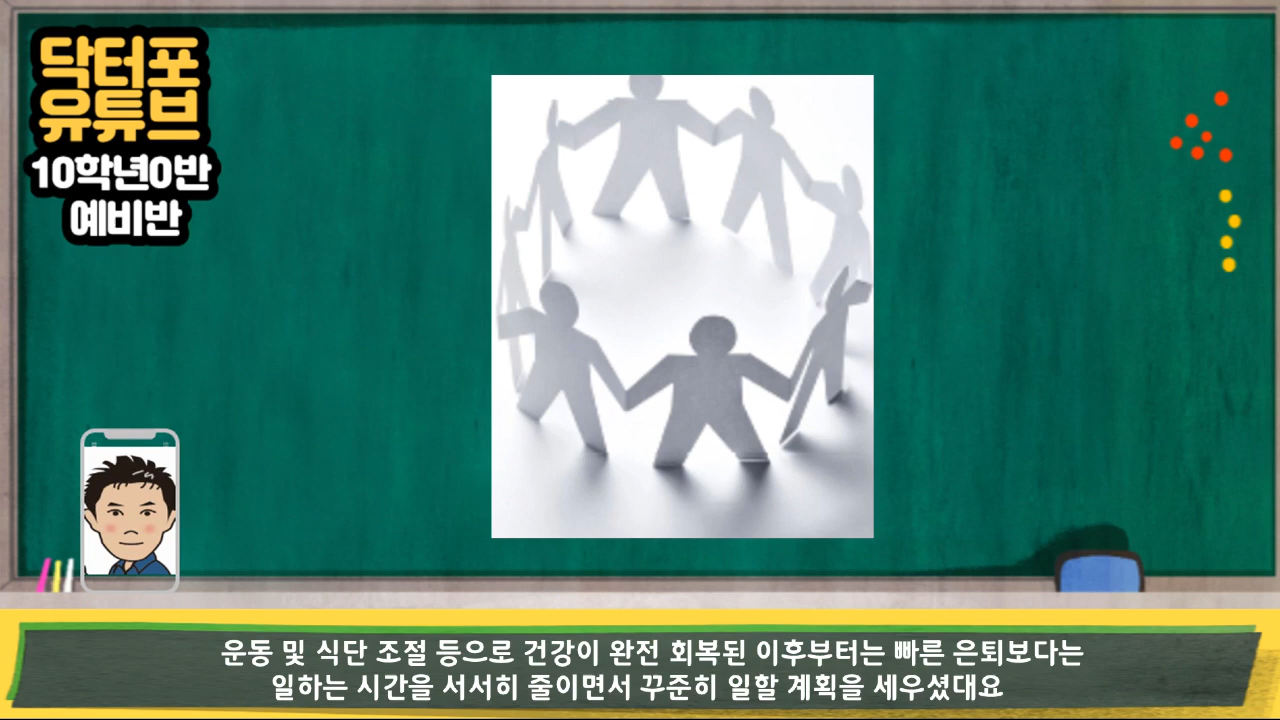 닥터포
유튜브
10학년0반
예비반
운동 및 식단 조절 등으로 건강이 완전 회복된 이후부터는 빠른 은퇴보다는
일하는 시간을 서서히 줄이면서 꾸준히 일할 계획을 세우셨대요